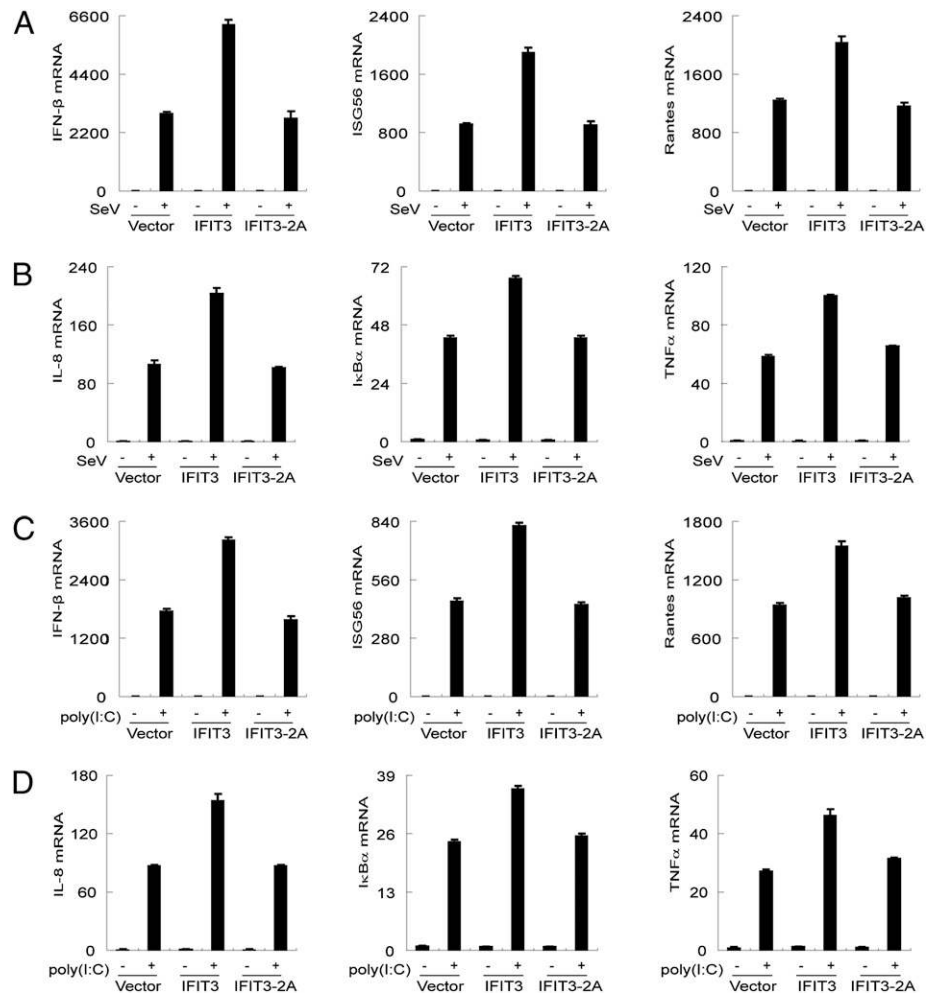 A
IFN-β mRNA
6600
4400
2200
0
SeV - + - + - +
Vector IFIT3 IFIT3-2A
ISG56 mRNA
2400
1600
800
0
- + - + - +
Vector IFIT3 IFIT3-2A
Rantes mRNA
2400
1600
800
0
- + - + - +
Vector IFIT3 IFIT3-2A
B
IL-8 mRNA
240
160
80
0
SeV - + - + - +
Vector IFIT3 IFIT3-2A
IκBα mRNA
72
48
24
0
SeV - + - + - +
Vector IFIT3 IFIT3-2A
TNFα mRNA
120
80
40
0
SeV - + - + - +
Vector IFIT3 IFIT3-2A
C
IFN-β mRNA
3600
2400
1200
0
poly(I:C) - + - + - +
Vector IFIT3 IFIT3-2A
ISG56 mRNA
840
560
280
0
poly(I:C) - + - + - +
Vector IFIT3 IFIT3-2A
Rantes mRNA
1800
1200
600
0
poly(I:C) - + - + - +
Vector IFIT3 IFIT3-2A
D
IL-8 mRNA
180
120
60
0
poly(I:C) - + - + - +
Vector IFIT3 IFIT3-2A
IκBα mRNA
39
26
13
0
poly(I:C) - + - + - +
Vector IFIT3 IFIT3-2A
TNFα mRNA
60
40
20
0
poly(I:C) - + - + - +
Vector IFIT3 IFIT3-2A